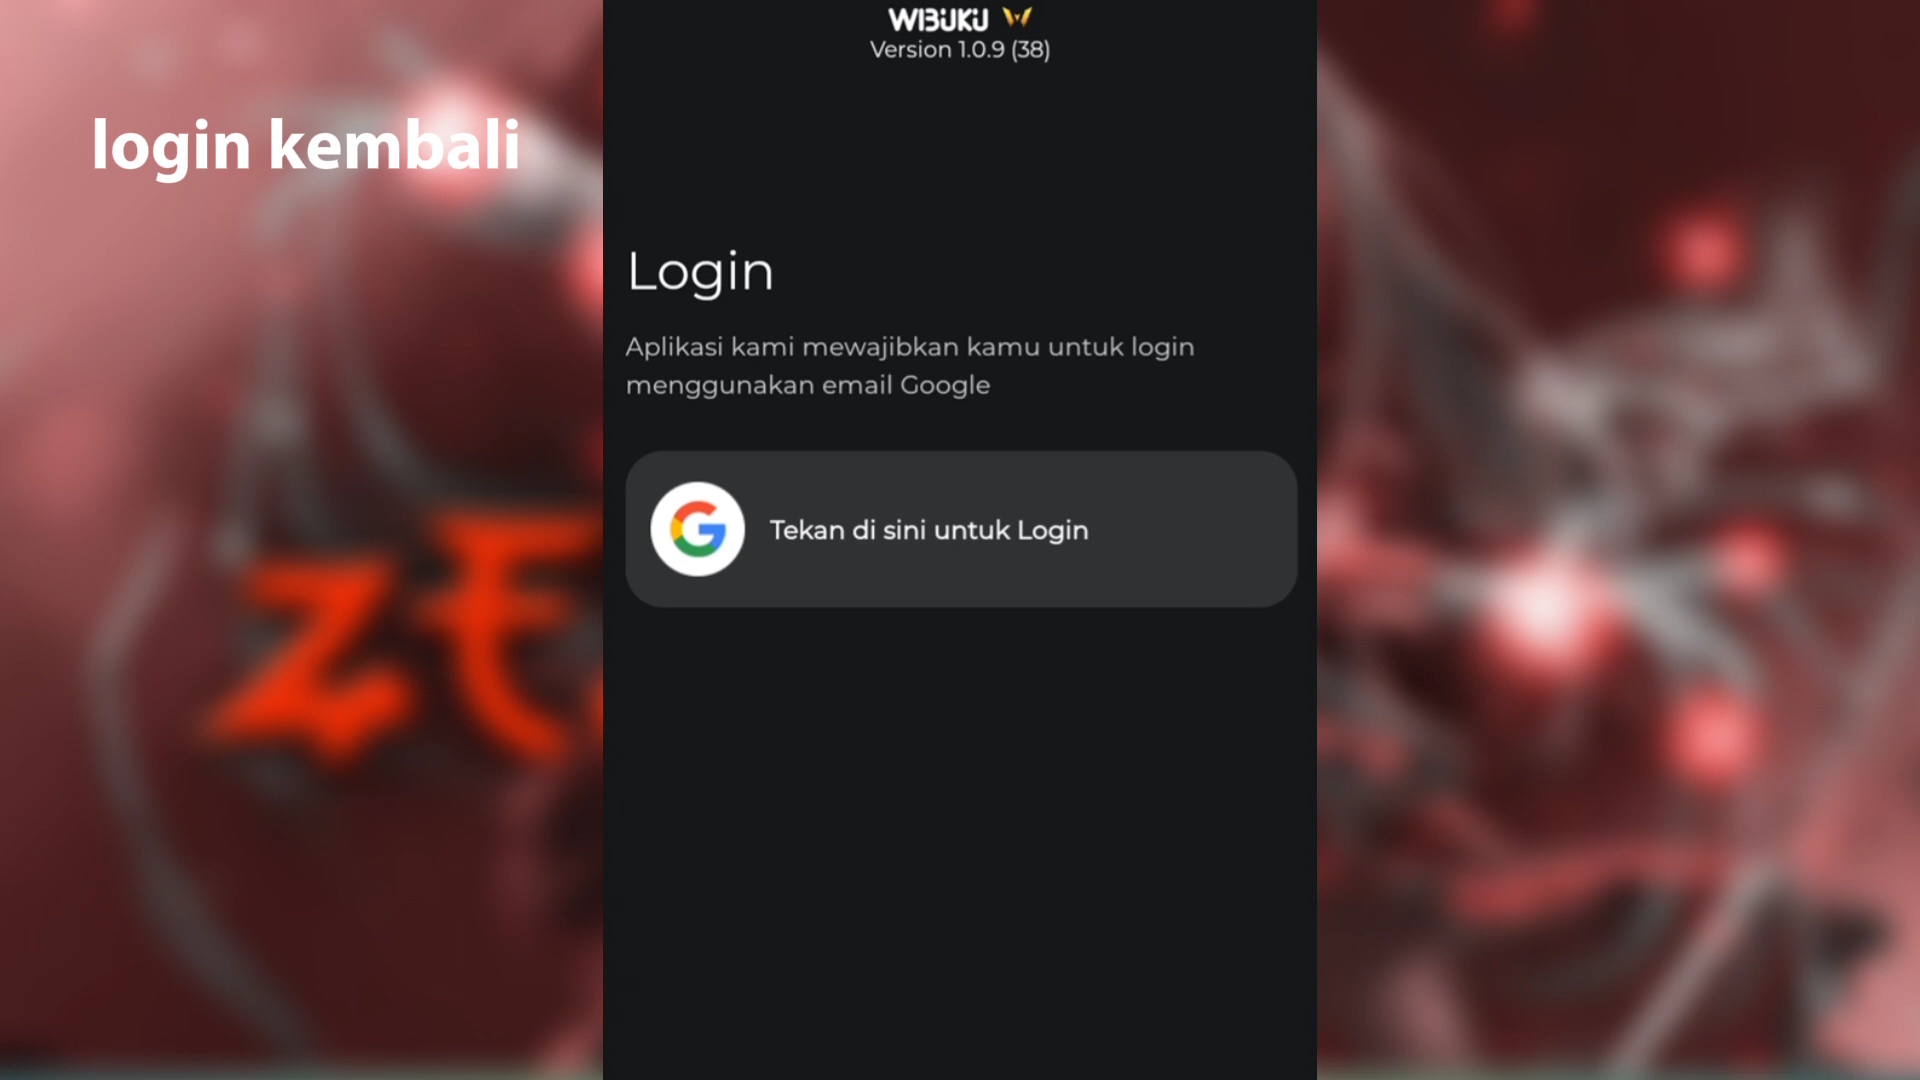 WIBUKU
Version 1.0.9 (38)
login kembali
Login
Aplikasi kami mewajibkan kamu untuk login
menggunakan email Google
Tekan di sini untuk Login